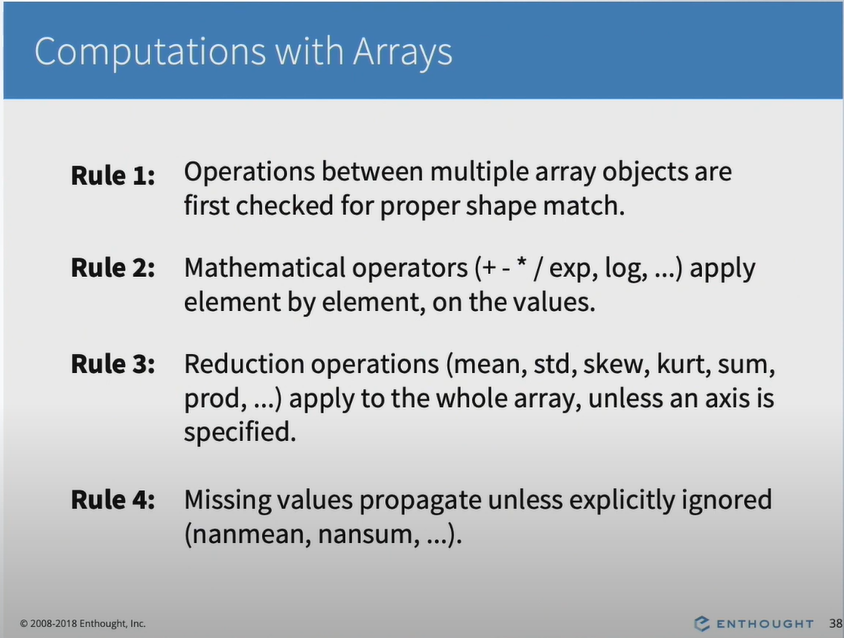 Computations with Arrays
Rule 1: Operations between multiple array objects are
first checked for proper shape match.
Rule 2: Mathematical operators (+ - * / exp, log, ...) apply
element by element, on the values.
Rule 3: Reduction operations (mean, std, skew, kurt, sum,
prod, ...) apply to the whole array, unless an axis is
specified.
Rule 4: Missing values propagate unless explicitly ignored
(nanmean, nansum, ...).
© 2008-2018 Enthought, Inc.
ENTHOUGHT 38